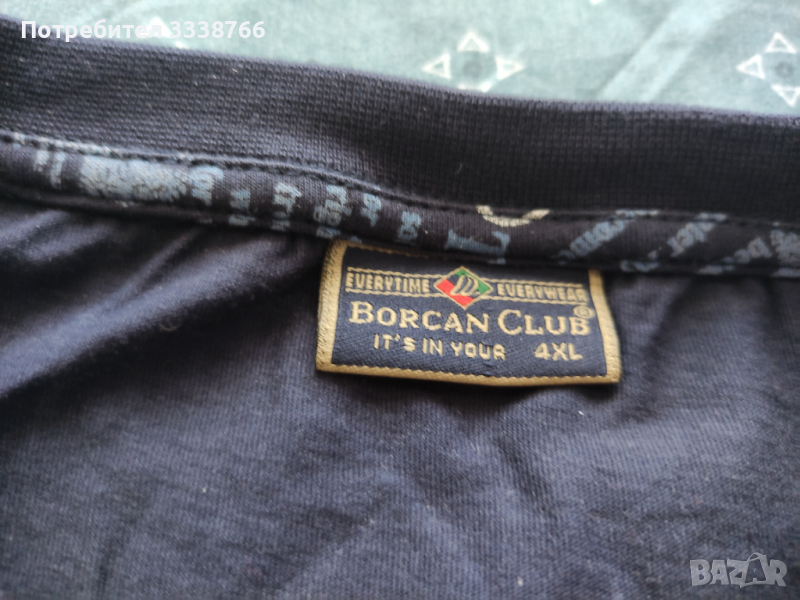 Потребител 3338766
EVERYTIME EVERYWEAR
BORCAN CLUB®
IT'S IN YOUR 4XL
BAZAR